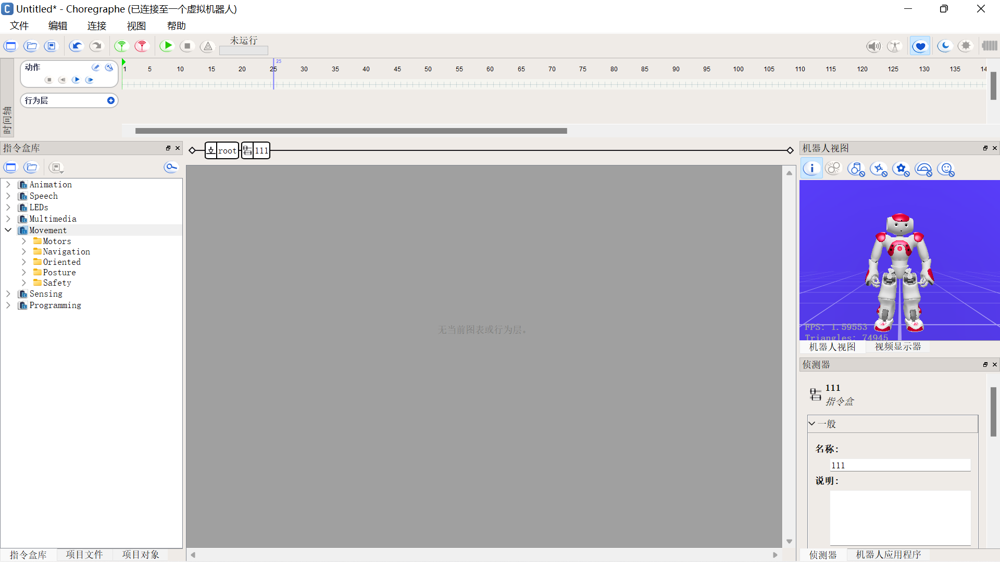 Untitled* - Choregraphe (已连接至一个虚拟机器人)
文件 编辑 连接 视图 帮助
未运行
动作
25
1 5 10 15 20 25 30 35 40 45 50 55 60 65 70 75 80 85 90 95 100 105 110 115 120 125 130 135 14
行为层
时间轴
指令盒库
root 111
机器人视图
Animation
Speech
LEDs
Multimedia
Movement
Motors
Navigation
Oriented
Posture
Safety
Sensing
Programming
无当前图表或行为层。
FPS: 1.59553
Triangles: 74945
机器人视图 视频显示器
侦测器
111
指令盒
一般
名称:
111
说明:
指令盒库 项目文件 项目对象
侦测器 机器人应用程序